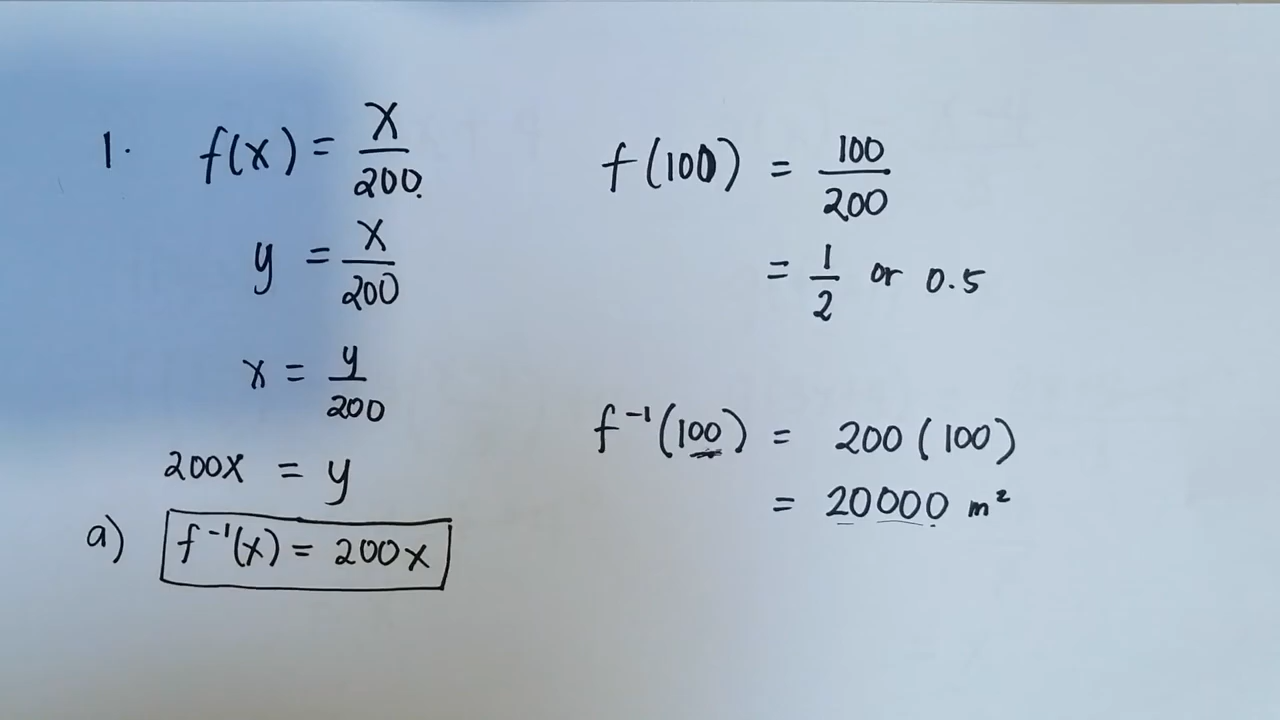 1. f(x) = x/200
y = x/200
x = y/200
200x = y
a) f⁻¹(x) = 200x
f(100) = 100/200
= 1/2 or 0.5
f⁻¹(100) = 200(100)
= 20000 m²